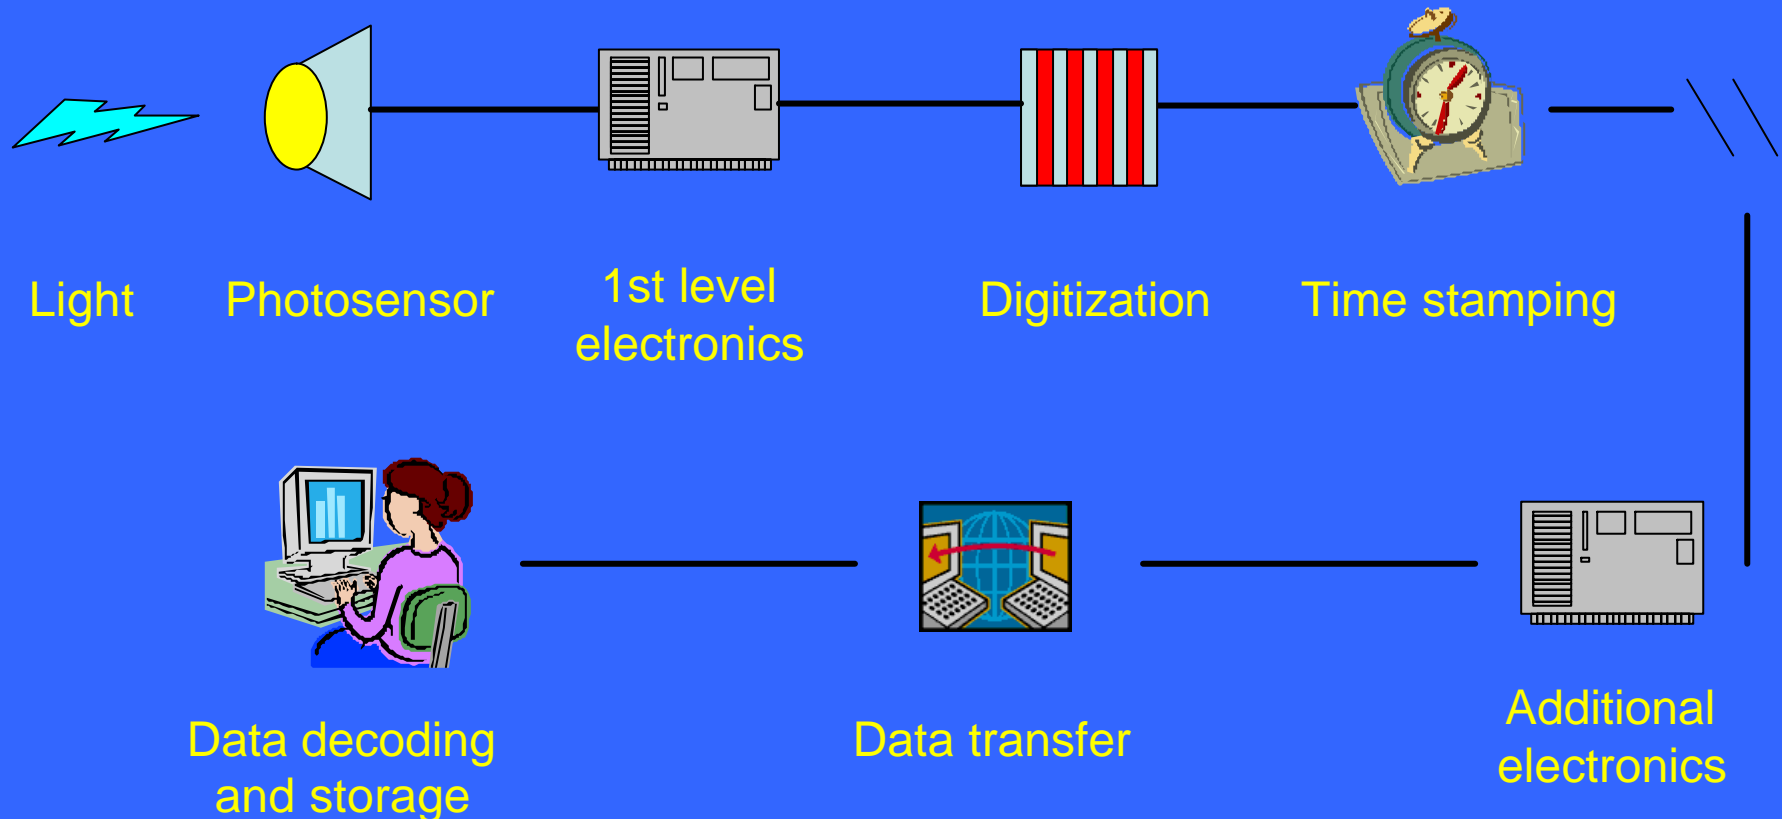 Light
Photosensor
1st level
electronics
Digitization
Time stamping
Data decoding
and storage
Data transfer
Additional
electronics